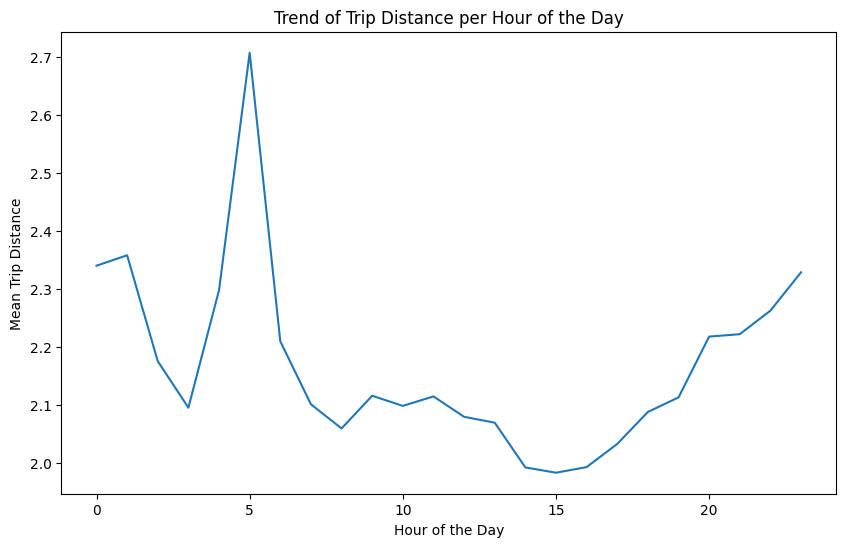 Trend of Trip Distance per Hour of the Day
2.7
2.6
2.5
2.4
2.3
2.2
2.1
2.0
Mean Trip Distance
0 5 10 15 20
Hour of the Day